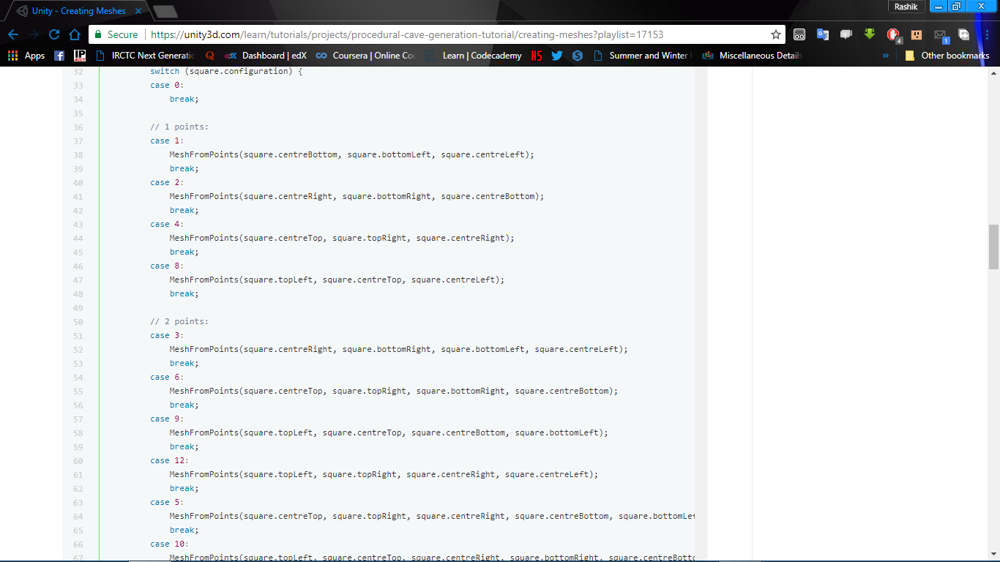 Unity - Creating Meshes
Rashik
Secure https://unity3d.com/learn/tutorials/projects/procedural-cave-generation-tutorial/creating-meshes?playlist=17153
4
1
Apps
IRCTC Next Generatio
Dashboard | edX
Coursera | Online Cou
Learn | Codecademy
NS
Summer and Winter
Miscellaneous Details
» Other bookmarks
32 switch (square.configuration) {
33 case 0:
34 break;
35
36 // 1 points:
37 case 1:
38 MeshFromPoints(square.centreBottom, square.bottomLeft, square.centreLeft);
39 break;
40 case 2:
41 MeshFromPoints(square.centreRight, square.bottomRight, square.centreBottom);
42 break;
43 case 4:
44 MeshFromPoints(square.centreTop, square.topRight, square.centreRight);
45 break;
46 case 8:
47 MeshFromPoints(square.topLeft, square.centreTop, square.centreLeft);
48 break;
49
50 // 2 points:
51 case 3:
52 MeshFromPoints(square.centreRight, square.bottomRight, square.bottomLeft, square.centreLeft);
53 break;
54 case 6:
55 MeshFromPoints(square.centreTop, square.topRight, square.bottomRight, square.centreBottom);
56 break;
57 case 9:
58 MeshFromPoints(square.topLeft, square.centreTop, square.centreBottom, square.bottomLeft);
59 break;
60 case 12:
61 MeshFromPoints(square.topLeft, square.topRight, square.centreRight, square.centreLeft);
62 break;
63 case 5:
64 MeshFromPoints(square.centreTop, square.topRight, square.centreRight, square.centreBottom, square.bottomLef
65 break;
66 case 10:
67 MeshFromPoints(square.topLeft, square.centreTop, square.centreRight, square.bottomRight, square.centreBotto